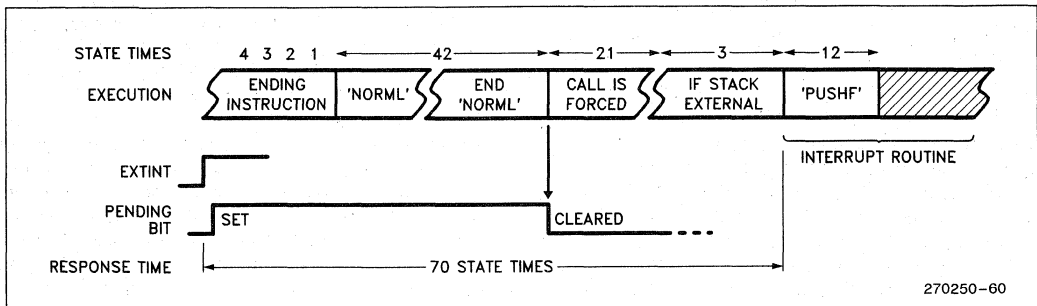 STATE TIMES 4 3 2 1 42 21 3 12
EXECUTION ENDING INSTRUCTION 'NORML' END 'NORML' CALL IS FORCED IF STACK EXTERNAL 'PUSHF'
INTERRUPT ROUTINE
EXTINT
PENDING BIT SET CLEARED
RESPONSE TIME 70 STATE TIMES
270250-60